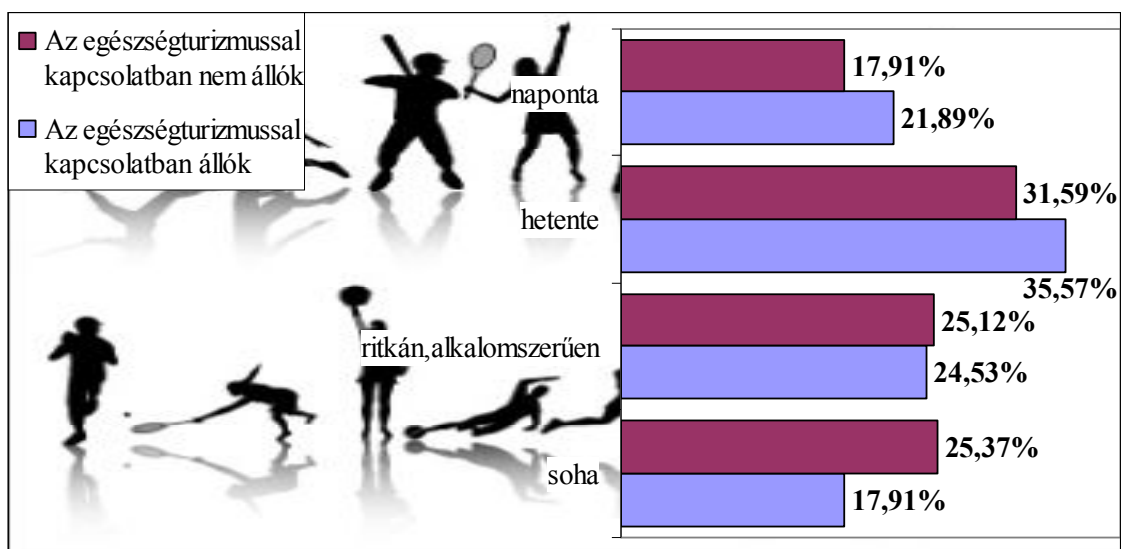 Az egészségturizmussal
kapcsolatban nem állók
Az egészségturizmussal
kapcsolatban állók
naponta
17,91%
21,89%
hetente
31,59%
35,57%
ritkán,alkalomszerűen
25,12%
24,53%
soha
25,37%
17,91%